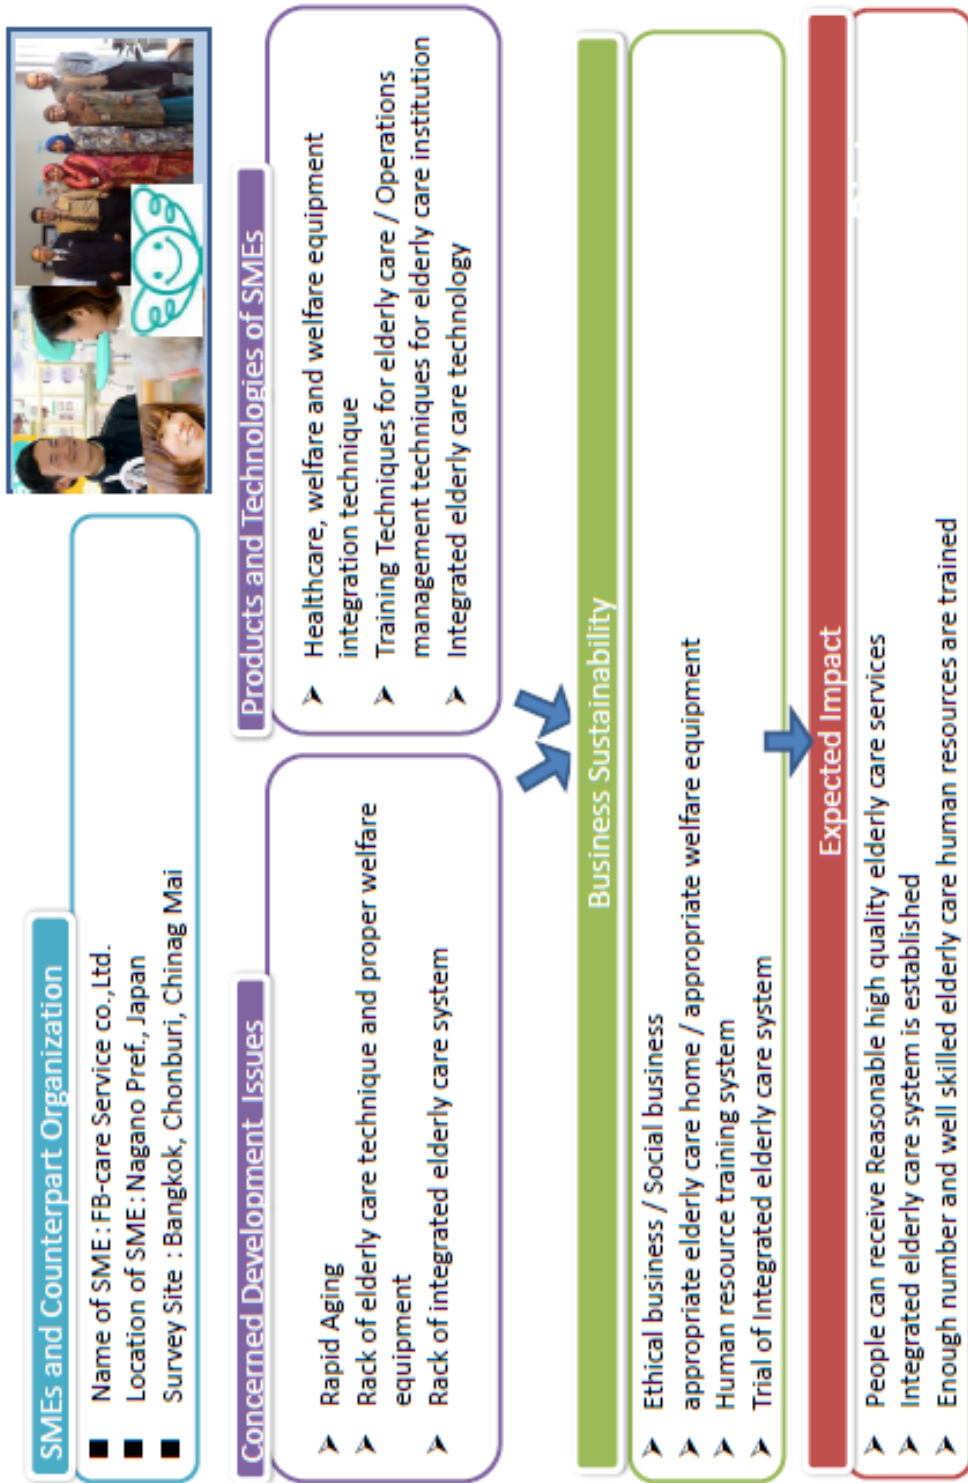 SMEs and Counterpart Organization
■ Name of SME : FB-care Service co.,Ltd.
■ Location of SME : Nagano Pref., Japan
■ Survey Site : Bangkok, Chonburi, Chinag Mai
Concerned Development Issues
➢ Rapid Aging
➢ Rack of elderly care technique and proper welfare
equipment
➢ Rack of integrated elderly care system
Products and Technologies of SMEs
➢ Healthcare, welfare and welfare equipment
integration technique
➢ Training Techniques for elderly care / Operations
management techniques for elderly care institution
➢ Integrated elderly care technology
Business Sustainability
➢ Ethical business / Social business
➢ appropriate elderly care home / appropriate welfare equipment
➢ Human resource training system
➢ Trial of Integrated elderly care system
Expected Impact
➢ People can receive Reasonable high quality elderly care services
➢ Integrated elderly care system is established
➢ Enough number and well skilled elderly care human resources are trained